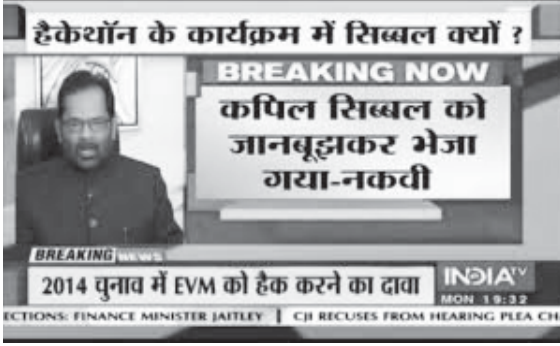 हैकेथॉन के कार्यक्रम में सिब्बल क्यों ?
BREAKING NOW
कपिल सिब्बल को
जानबूझकर भेजा
गया-नकवी
BREAKING NEWS
2014 चुनाव में EVM को हैक करने का दावा
INDIA TV
MON 19:32
ECTIONS: FINANCE MINISTER JAITLEY | CJI RECUSES FROM HEARING PLEA CH